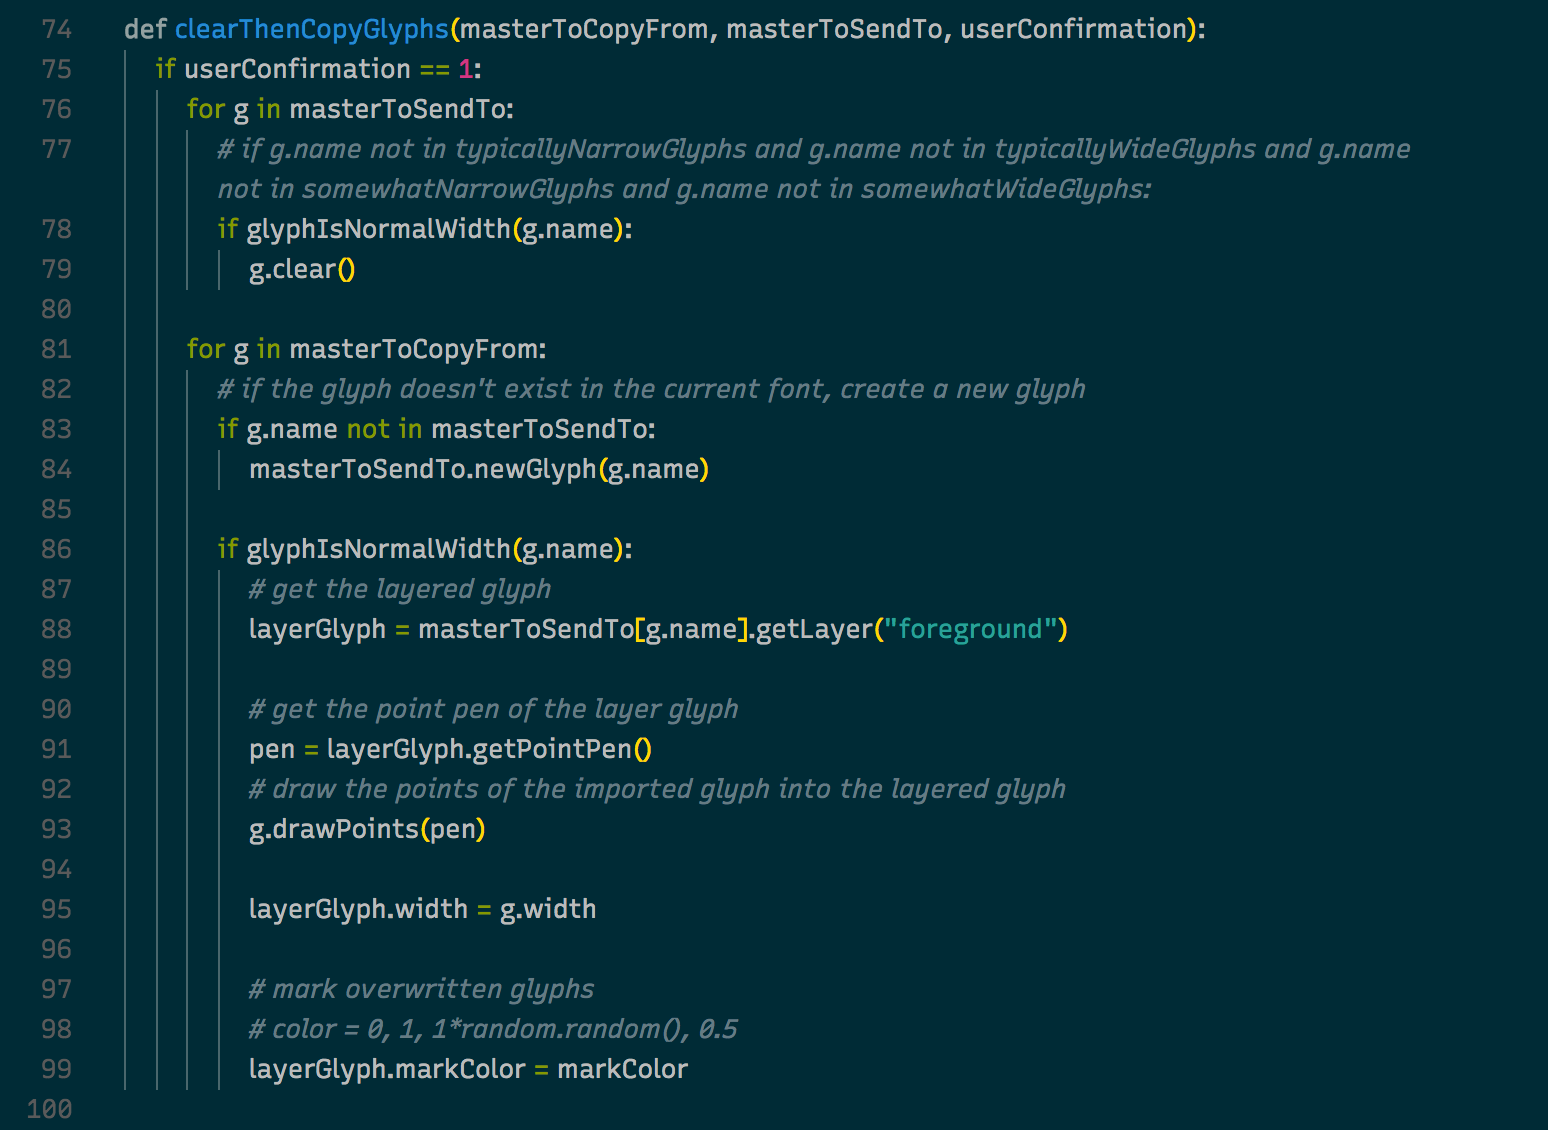 74 def clearThenCopyGlyphs(masterToCopyFrom, masterToSendTo, userConfirmation):
75 if userConfirmation == 1:
76 for g in masterToSendTo:
77 # if g.name not in typicallyNarrowGlyphs and g.name not in typicallyWideGlyphs and g.name
not in somewhatNarrowGlyphs and g.name not in somewhatWideGlyphs:
78 if glyphIsNormalWidth(g.name):
79 g.clear()
80
81 for g in masterToCopyFrom:
82 # if the glyph doesn't exist in the current font, create a new glyph
83 if g.name not in masterToSendTo:
84 masterToSendTo.newGlyph(g.name)
85
86 if glyphIsNormalWidth(g.name):
87 # get the layered glyph
88 layerGlyph = masterToSendTo[g.name].getLayer("foreground")
89
90 # get the point pen of the layer glyph
91 pen = layerGlyph.getPointPen()
92 # draw the points of the imported glyph into the layered glyph
93 g.drawPoints(pen)
94
95 layerGlyph.width = g.width
96
97 # mark overwritten glyphs
98 # color = 0, 1, 1*random.random(), 0.5
99 layerGlyph.markColor = markColor
100